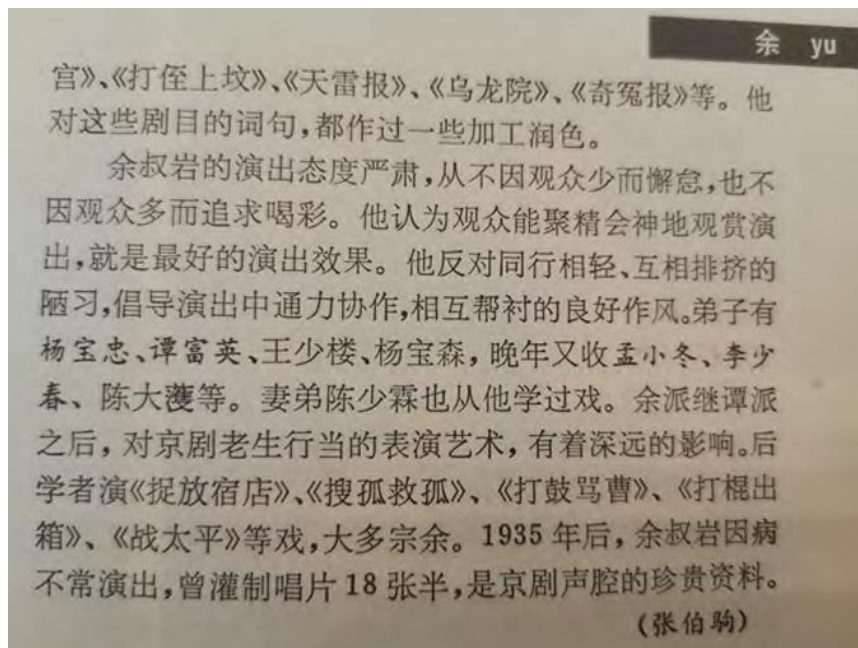 余 yu
宫》、《打侄上坟》、《天雷报》、《乌龙院》、《奇冤报》等。他
对这些剧目的词句，都作过一些加工润色。
余叔岩的演出态度严肃，从不因观众少而懈怠，也不
因观众多而追求喝彩。他认为观众能聚精会神地观赏演
出，就是最好的演出效果。他反对同行相轻、互相排挤的
陋习，倡导演出中通力协作，相互帮衬的良好作风。弟子有
杨宝忠、谭富英、王少楼、杨宝森，晚年又收孟小冬、李少
春、陈大濩等。妻弟陈少霖也从他学过戏。余派继谭派
之后，对京剧老生行当的表演艺术，有着深远的影响。后
学者演《捉放宿店》、《搜孤救孤》、《打鼓骂曹》、《打棍出
箱》、《战太平》等戏，大多宗余。1935 年后，余叔岩因病
不常演出，曾灌制唱片 18 张半，是京剧声腔的珍贵资料。
(张伯驹)